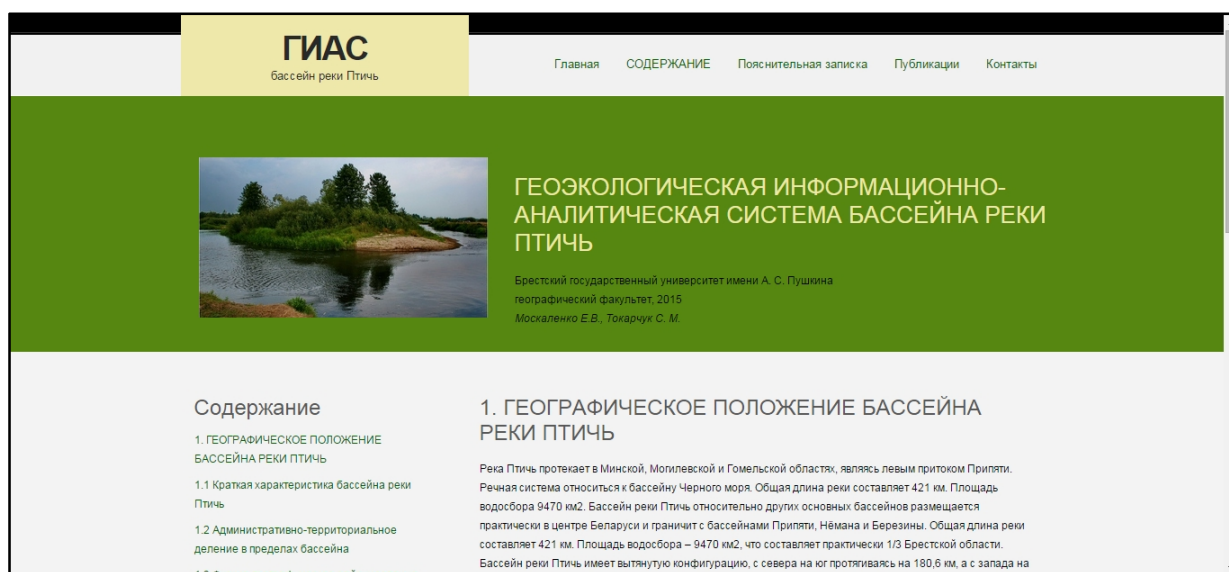 ГИАС
бассейн реки Птичь
Главная СОДЕРЖАНИЕ Пояснительная записка Публикации Контакты
ГЕОЭКОЛОГИЧЕСКАЯ ИНФОРМАЦИОННО-
АНАЛИТИЧЕСКАЯ СИСТЕМА БАССЕЙНА РЕКИ
ПТИЧЬ
Брестский государственный университет имени А. С. Пушкина
географический факультет, 2015
Москаленко Е.В., Токарчук С. М.
Содержание
1. ГЕОГРАФИЧЕСКОЕ ПОЛОЖЕНИЕ
БАССЕЙНА РЕКИ ПТИЧЬ
1.1 Краткая характеристика бассейна реки
Птичь
1.2 Административно-территориальное
деление в пределах бассейна
1. ГЕОГРАФИЧЕСКОЕ ПОЛОЖЕНИЕ БАССЕЙНА
РЕКИ ПТИЧЬ
Река Птичь протекает в Минской, Могилевской и Гомельской областях, являясь левым притоком Припяти.
Речная система относиться к бассейну Черного моря. Общая длина реки составляет 421 км. Площадь
водосбора 9470 км2. Бассейн реки Птичь относительно других основных бассейнов размещается
практически в центре Беларуси и граничит с бассейнами Припяти, Нёмана и Березины. Общая длина реки
составляет 421 км. Площадь водосбора – 9470 км2, что составляет практически 1/3 Брестской области.
Бассейн реки Птичь имеет вытянутую конфигурацию, с севера на юг протягиваясь на 180,6 км, а с запада на